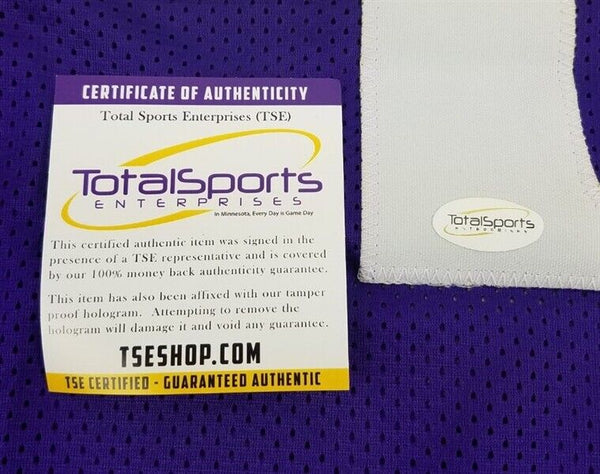 CERTIFICATE OF AUTHENTICITY
Total Sports Enterprises (TSE)
TotalSports
ENTERPRISES
In Minnesota, Every Day is Game Day
This certified authentic item was signed in the
presence of a TSE representative and is covered
by our 100% money back authenticity guarantee.
This item has also been affixed with our tamper
proof hologram. Attempting to remove the
hologram will damage it and void any guarantee.
TSESHOP.COM
TSE CERTIFIED - GUARANTEED AUTHENTIC
TotalSports
ENTERPRISES